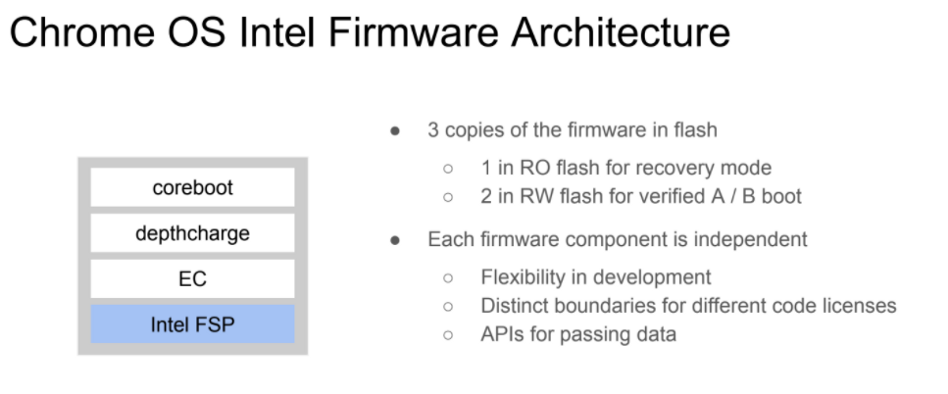 Chrome OS Intel Firmware Architecture
coreboot
depthcharge
EC
Intel FSP
● 3 copies of the firmware in flash
○ 1 in RO flash for recovery mode
○ 2 in RW flash for verified A / B boot
● Each firmware component is independent
○ Flexibility in development
○ Distinct boundaries for different code licenses
○ APIs for passing data